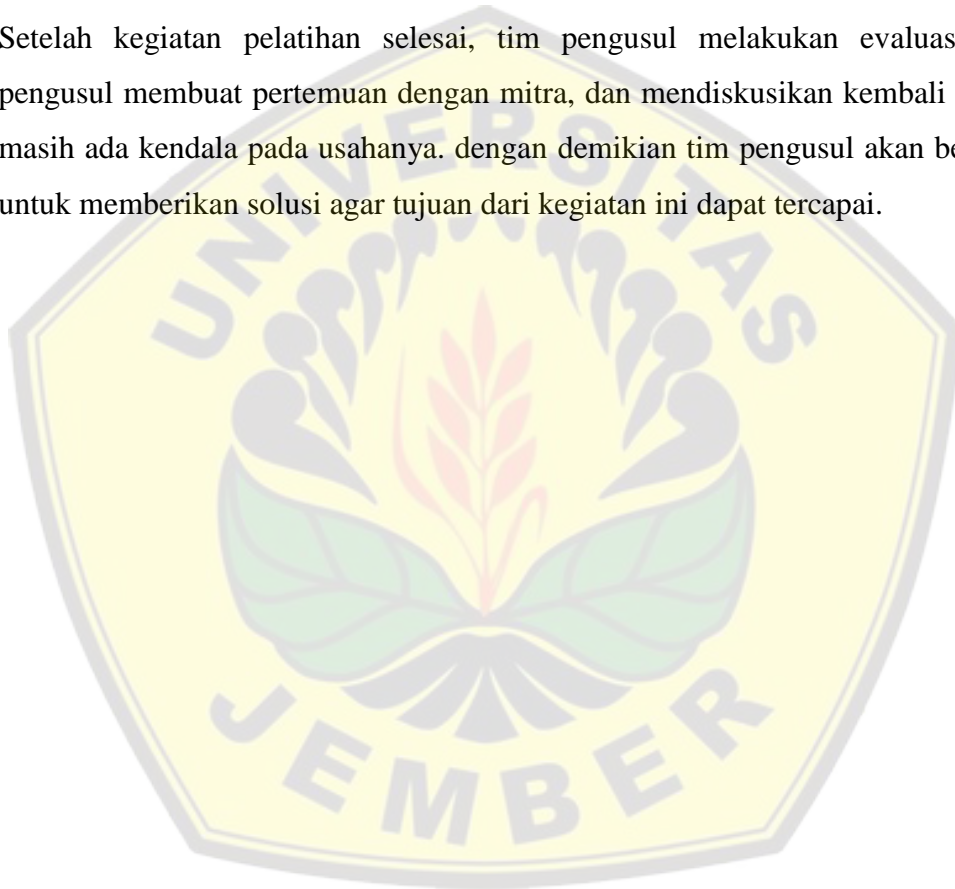 Setelah kegiatan pelatihan selesai, tim pengusul melakukan evaluas
pengusul membuat pertemuan dengan mitra, dan mendiskusikan kembali
masih ada kendala pada usahanya. dengan demikian tim pengusul akan be
untuk memberikan solusi agar tujuan dari kegiatan ini dapat tercapai.
UNIVERSITAS
JEMBER